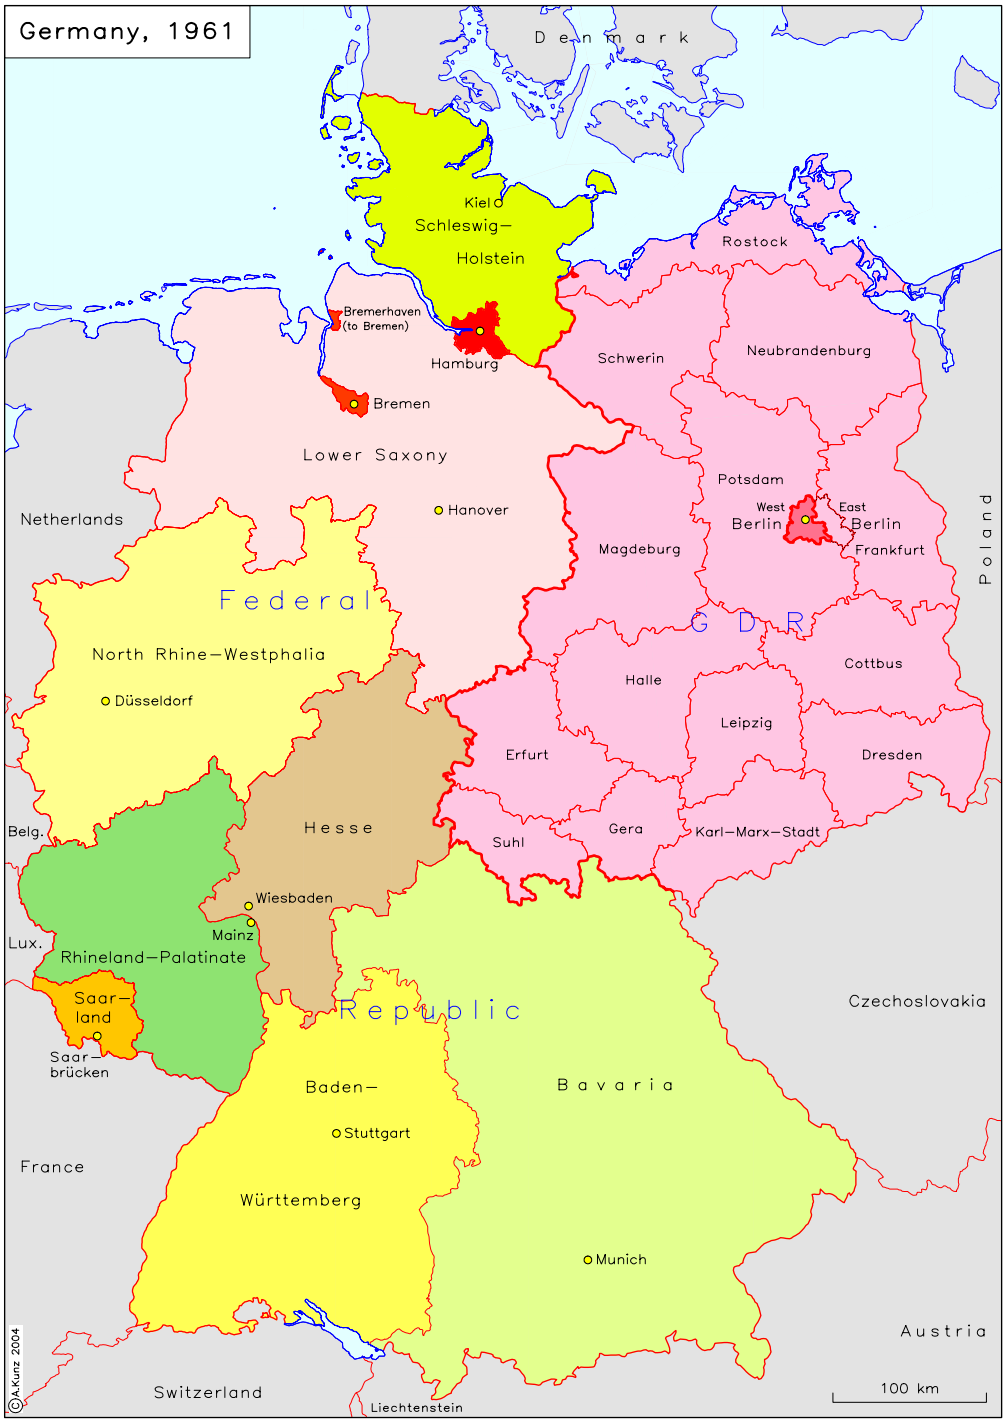 Germany, 1961
Denmark
Kiel
Schleswig–
Holstein
Rostock
Bremerhaven
(to Bremen)
Hamburg
Schwerin
Neubrandenburg
Bremen
Lower Saxony
Potsdam
Netherlands
Hanover
West
Berlin
East
Berlin
Poland
Magdeburg
Frankfurt
Federal
GDR
North Rhine–Westphalia
Cottbus
Halle
Düsseldorf
Leipzig
Erfurt
Dresden
Belg.
Hesse
Suhl
Gera
Karl–Marx–Stadt
Wiesbaden
Mainz
Lux.
Rhineland–Palatinate
Saar–
land
Republic
Czechoslovakia
Saar–
brücken
Baden–
Bavaria
Stuttgart
France
Württemberg
Munich
Austria
Switzerland
100 km
Liechtenstein
©A.Kunz 2004